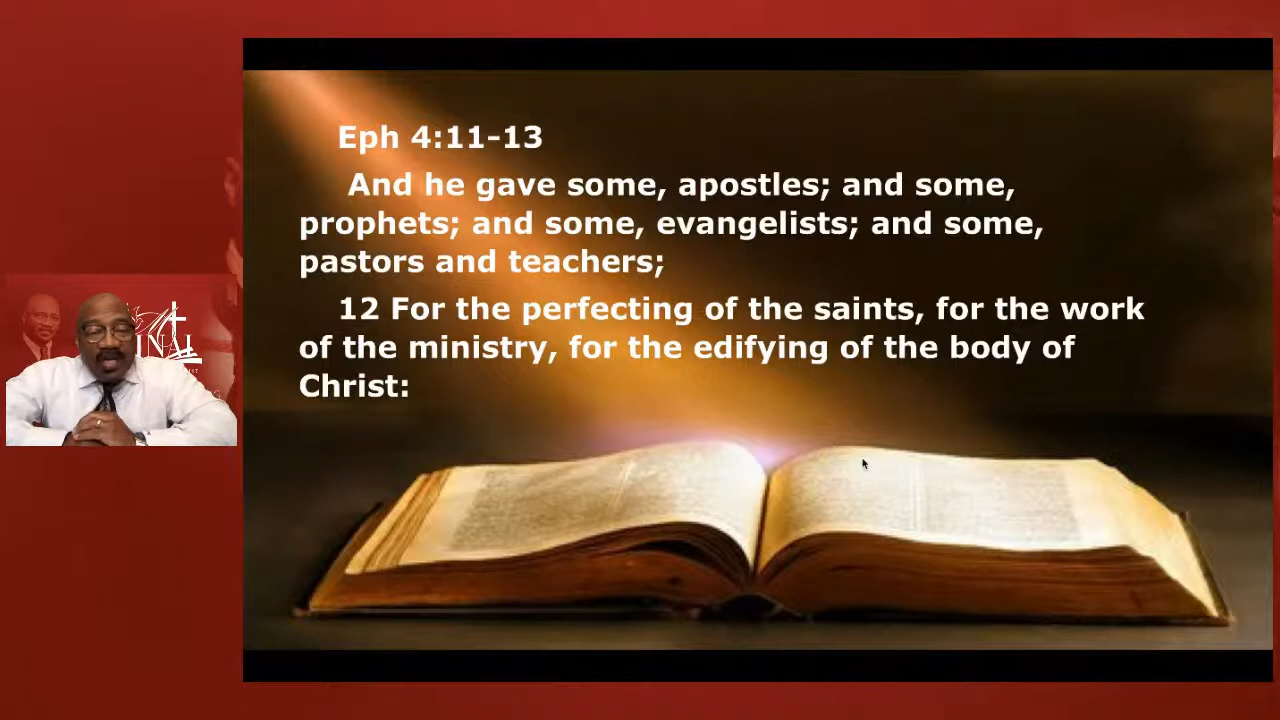 Eph 4:11-13
And he gave some, apostles; and some,
prophets; and some, evangelists; and some,
pastors and teachers;
12 For the perfecting of the saints, for the work
of the ministry, for the edifying of the body of
Christ: